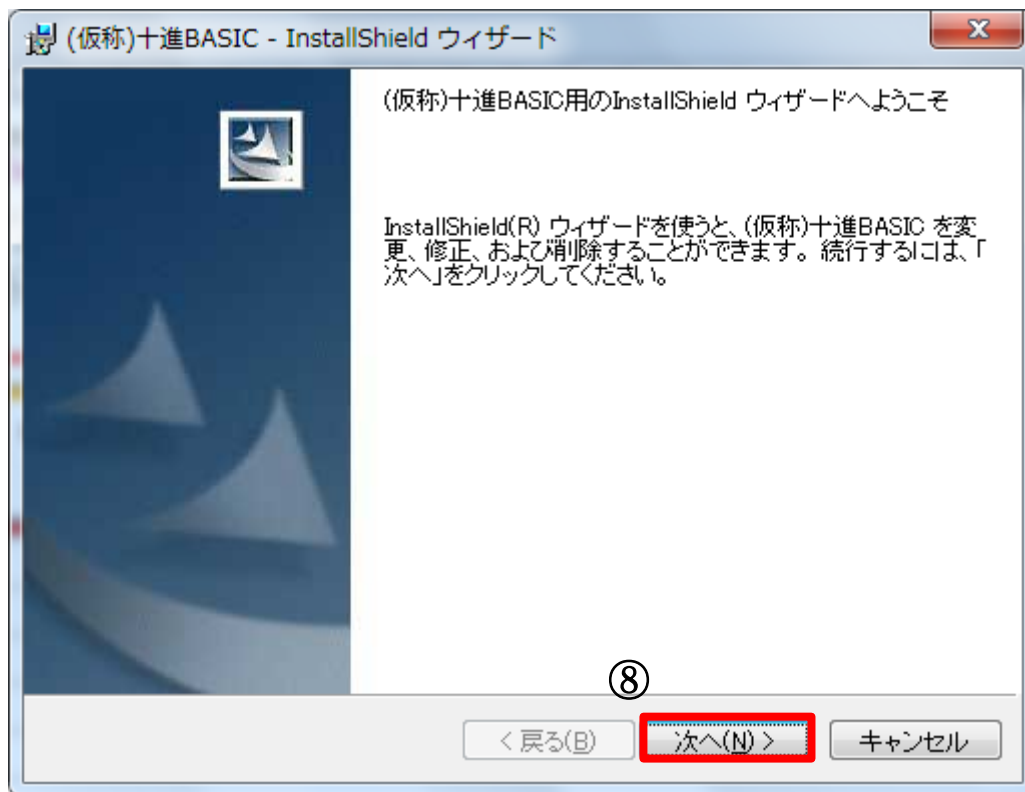 (仮称)十進BASIC - InstallShield ウィザード
X
(仮称)十進BASIC用のInstallShield ウィザードへようこそ
InstallShield(R) ウィザードを使うと、(仮称)十進BASIC を変
更、修正、および削除することができます。続行するには、「
次へ」をクリックしてください。
⑧
< 戻る(B)
次へ(N) >
キャンセル